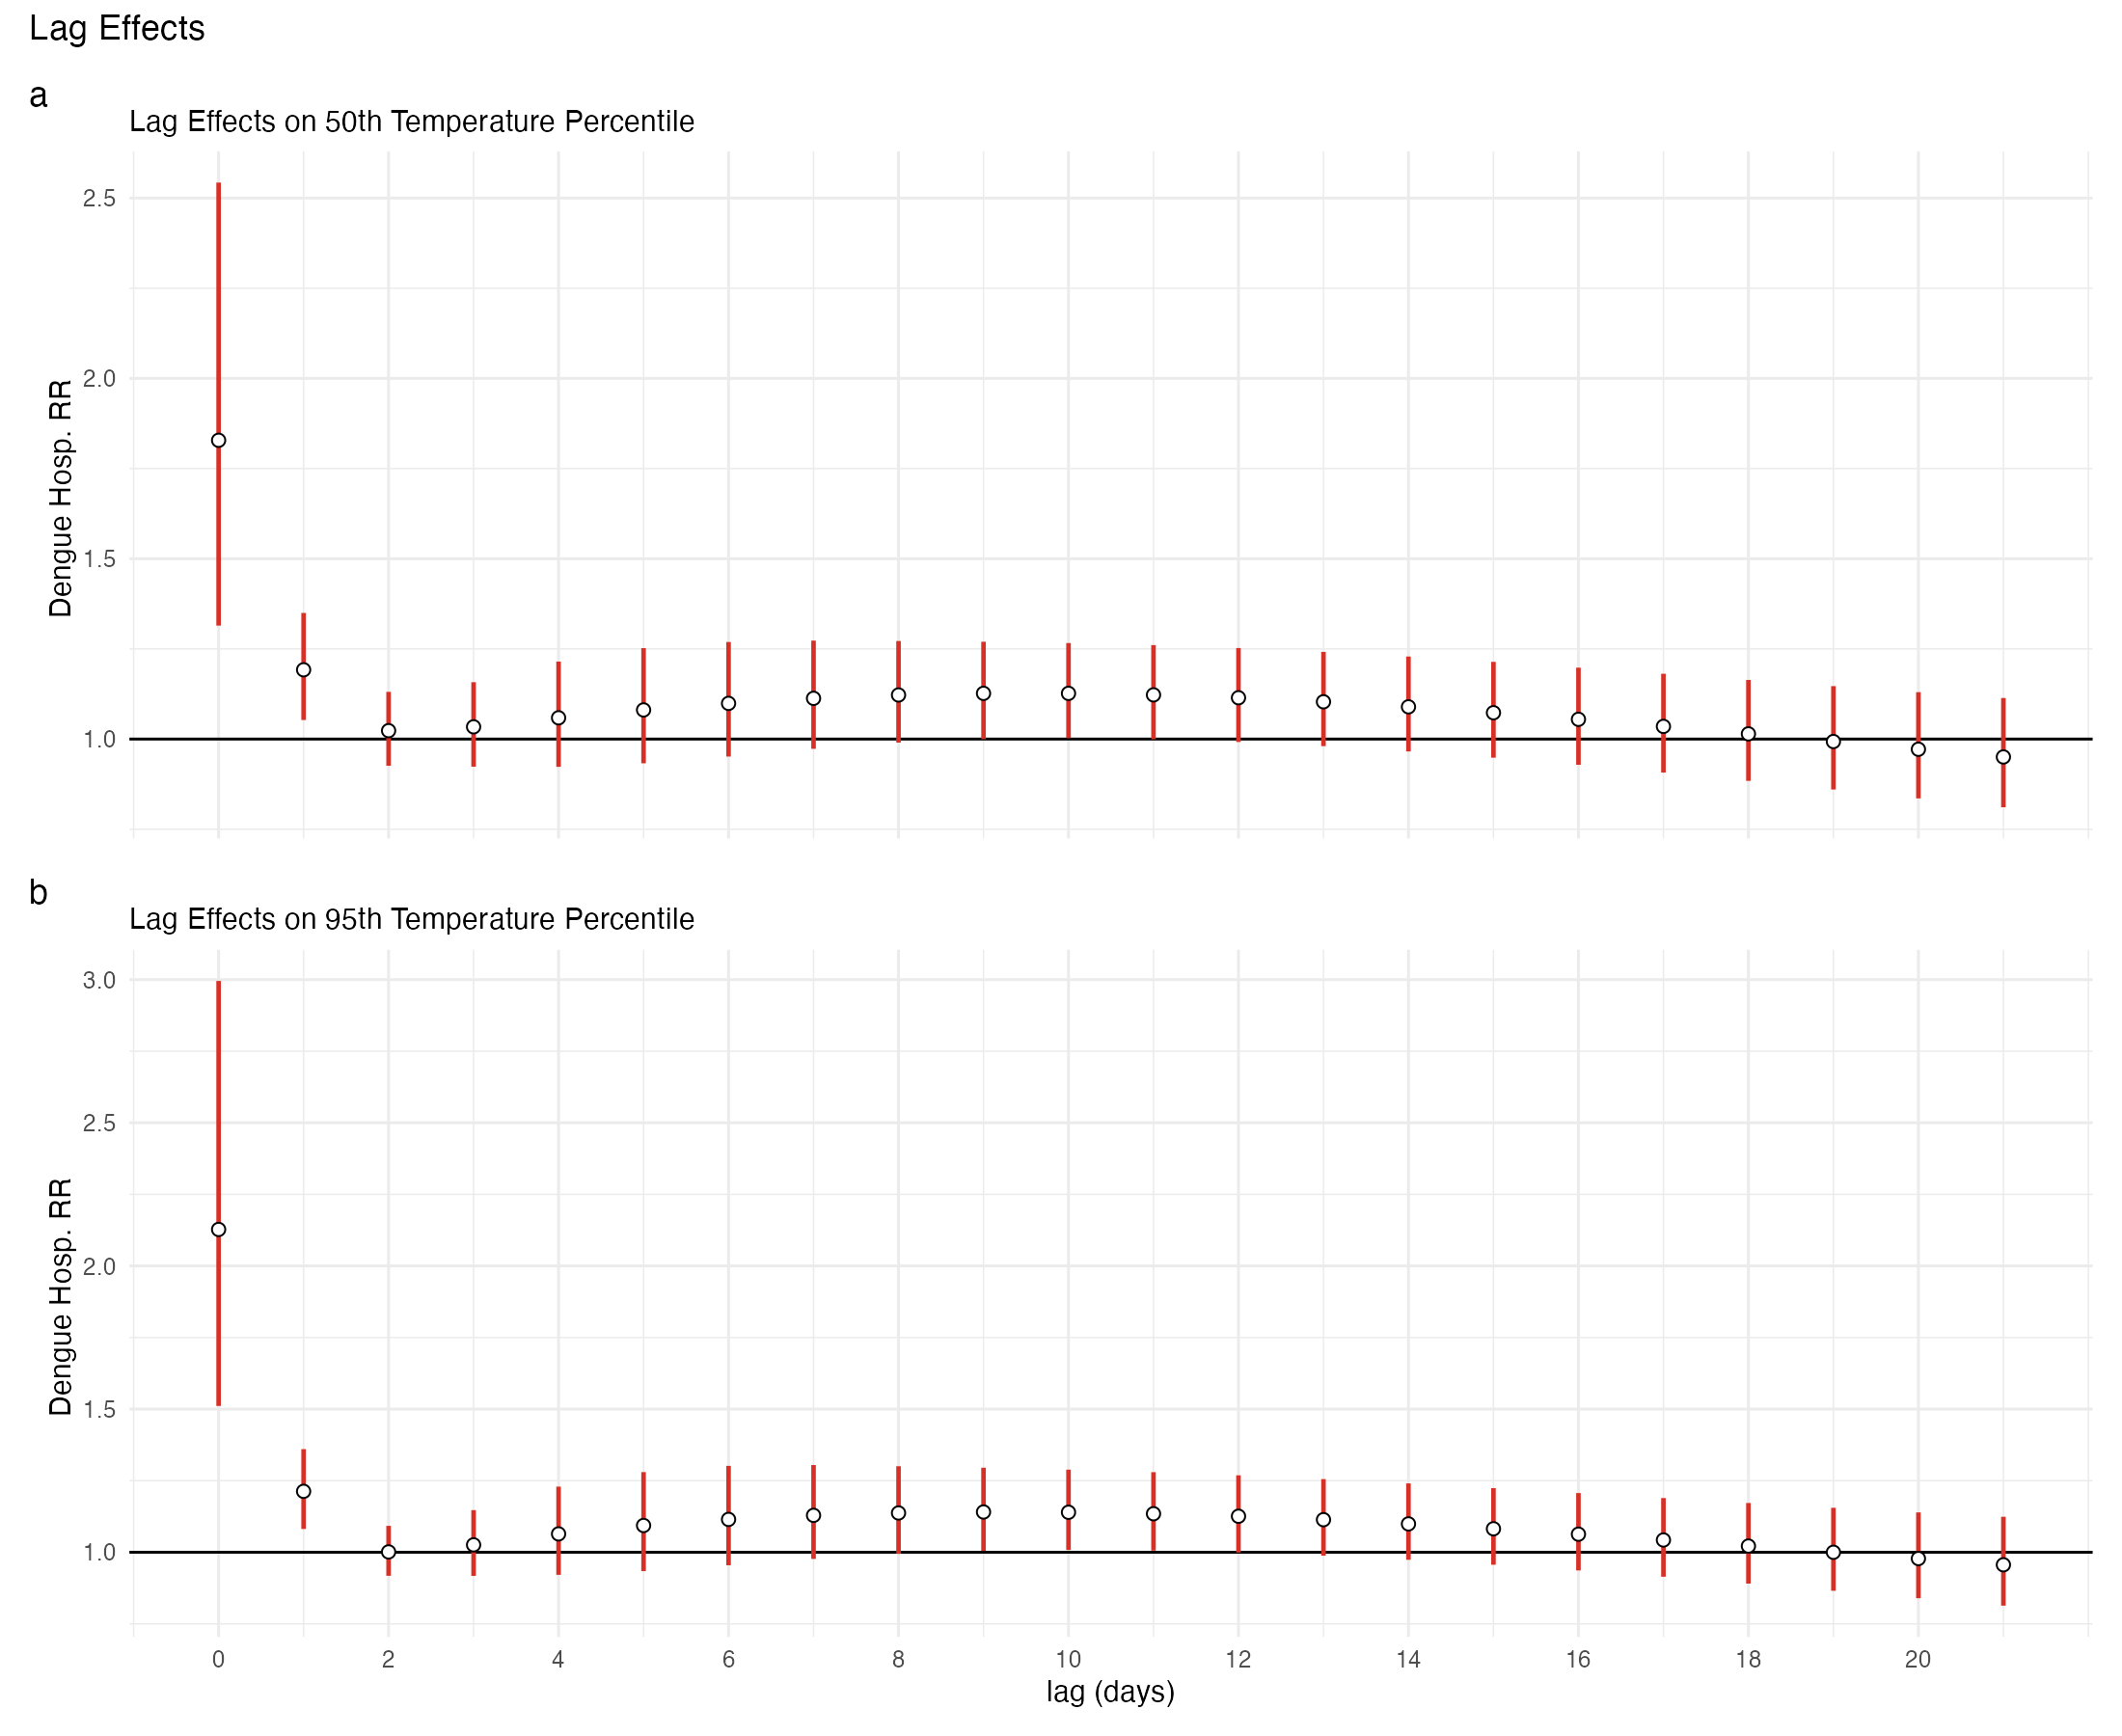 Lag Effects
a
Lag Effects on 50th Temperature Percentile
Dengue Hosp. RR
2.5
2.0
1.5
1.0
b
Lag Effects on 95th Temperature Percentile
Dengue Hosp. RR
3.0
2.5
2.0
1.5
1.0
0 2 4 6 8 10 12 14 16 18 20
lag (days)